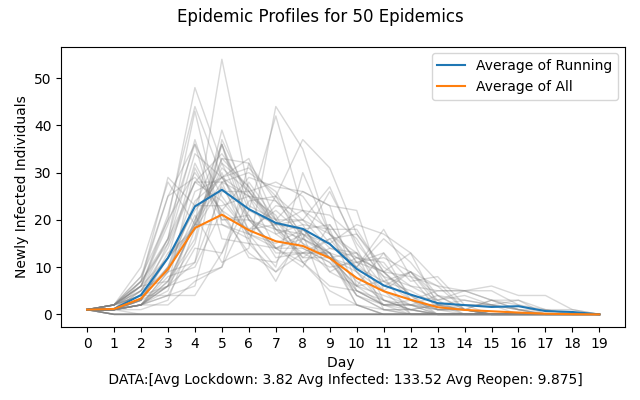 Epidemic Profiles for 50 Epidemics
Average of Running
Average of All
Newly Infected Individuals
50
40
30
20
10
0
0 1 2 3 4 5 6 7 8 9 10 11 12 13 14 15 16 17 18 19
Day
DATA:[Avg Lockdown: 3.82 Avg Infected: 133.52 Avg Reopen: 9.875]